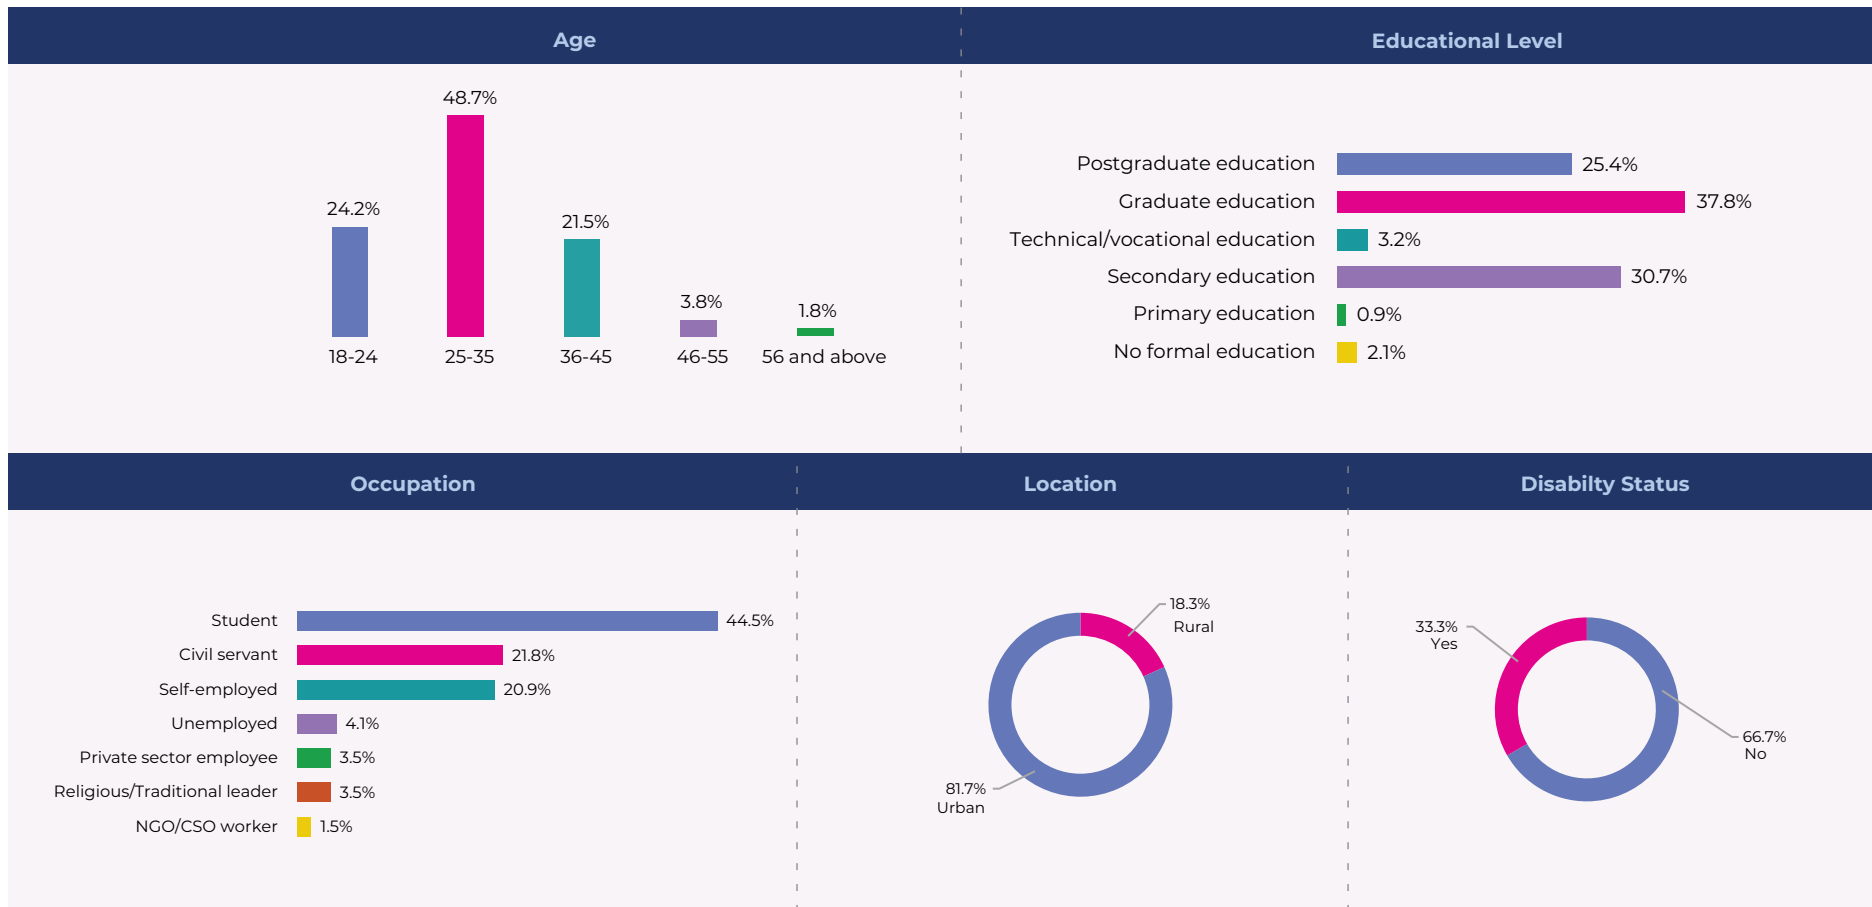 Age
48.7%
24.2%
21.5%
3.8%
1.8%
18-24
25-35
36-45
46-55
56 and above
Educational Level
Postgraduate education 25.4%
Graduate education 37.8%
Technical/vocational education 3.2%
Secondary education 30.7%
Primary education 0.9%
No formal education 2.1%
Occupation
Student 44.5%
Civil servant 21.8%
Self-employed 20.9%
Unemployed 4.1%
Private sector employee 3.5%
Religious/Traditional leader 3.5%
NGO/CSO worker 1.5%
Location
18.3%
Rural
81.7%
Urban
Disabilty Status
33.3%
Yes
66.7%
No